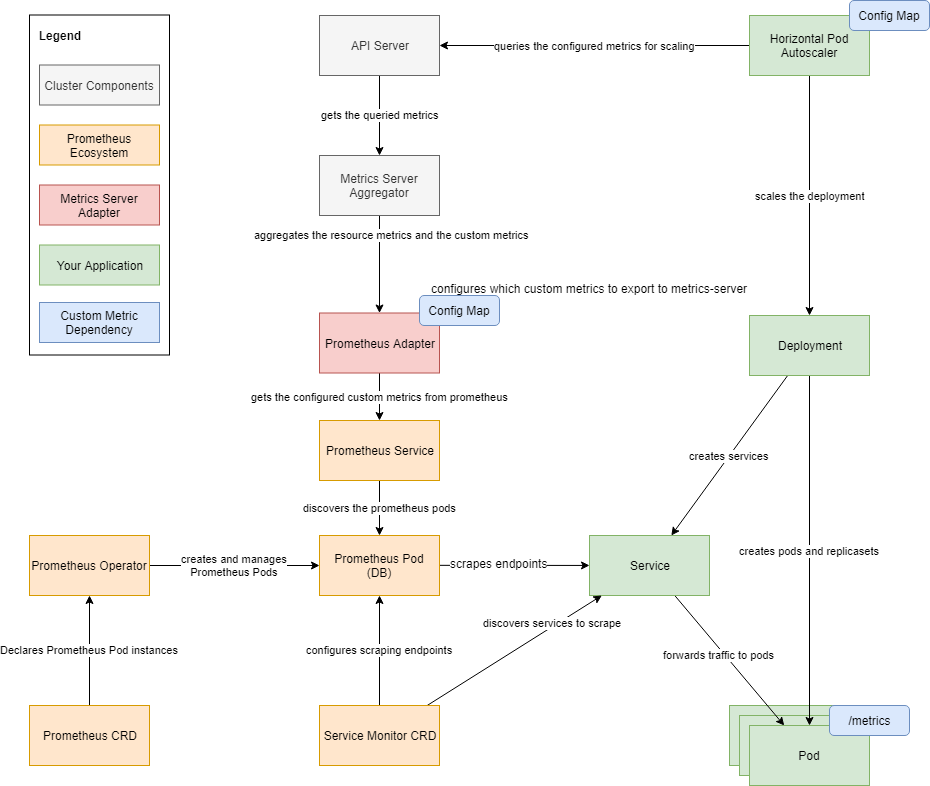 Legend
Cluster Components
Prometheus
Ecosystem
Metrics Server
Adapter
Your Application
Custom Metric
Dependency
API Server
queries the configured metrics for scaling
Config Map
Horizontal Pod
Autoscaler
gets the queried metrics
Metrics Server
Aggregator
scales the deployment
aggregates the resource metrics and the custom metrics
configures which custom metrics to export to metrics-server
Config Map
Prometheus Adapter
Deployment
gets the configured custom metrics from prometheus
Prometheus Service
creates services
discovers the prometheus pods
creates pods and replicasets
Prometheus Operator
creates and manages
Prometheus Pods
Prometheus Pod
(DB)
scrapes endpoints
Service
discovers services to scrape
Declares Prometheus Pod instances
configures scraping endpoints
forwards traffic to pods
Prometheus CRD
Service Monitor CRD
/metrics
Pod